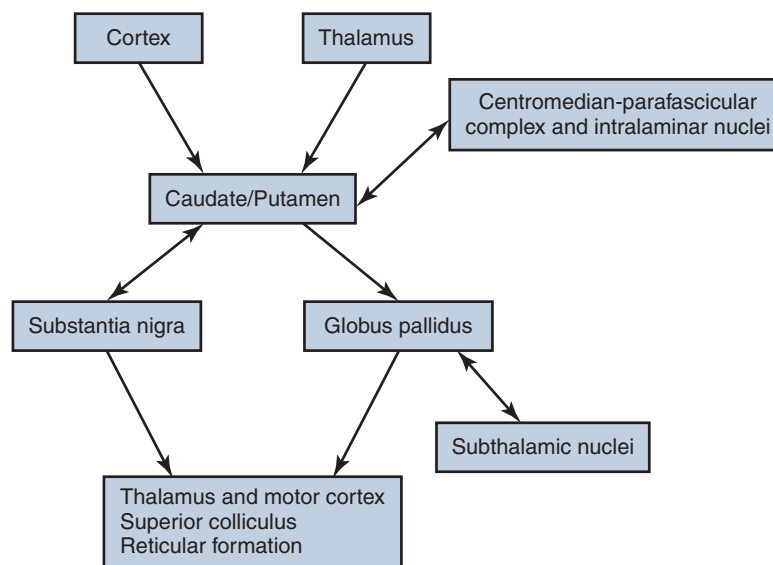 Cortex
Thalamus
Centromedian-parafascicular
complex and intralaminar nuclei
Caudate/Putamen
Substantia nigra
Globus pallidus
Subthalamic nuclei
Thalamus and motor cortex
Superior colliculus
Reticular formation